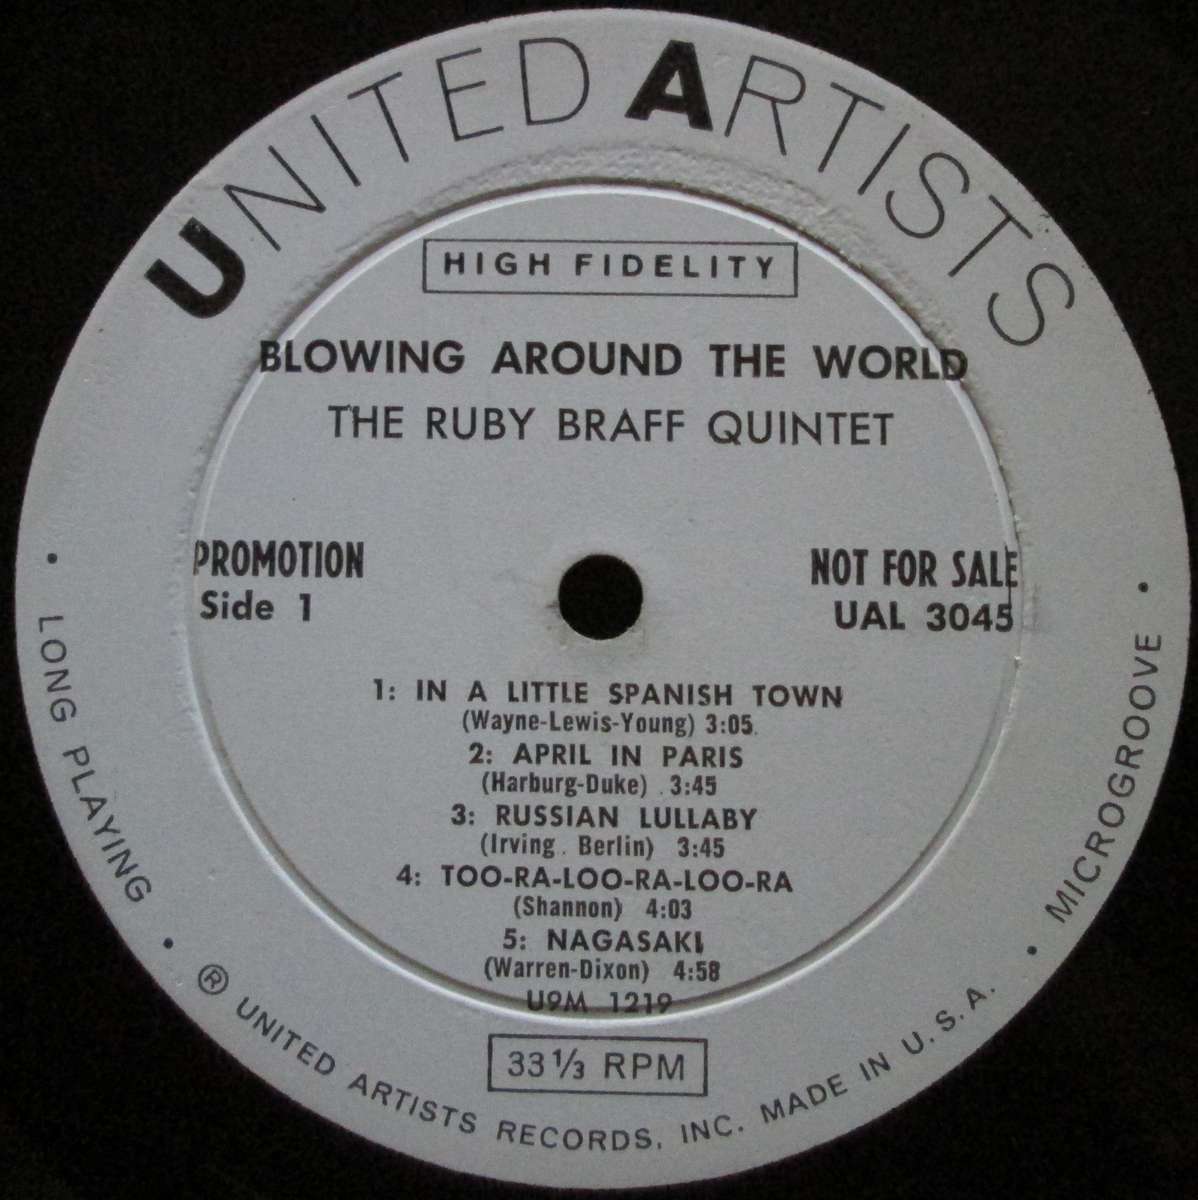 UNITED ARTISTS
HIGH FIDELITY
BLOWING AROUND THE WORLD
THE RUBY BRAFF QUINTET
PROMOTION
NOT FOR SALE
Side 1
UAL 3045
1: IN A LITTLE SPANISH TOWN
(Wayne-Lewis-Young) 3:05
2: APRIL IN PARIS
(Harburg-Duke) 3:45
3: RUSSIAN LULLABY
(Irving Berlin) 3:45
4: TOO-RA-LOO-RA-LOO-RA
(Shannon) 4:03
5: NAGASAKI
(Warren-Dixon) 4:58
U9M 1219
33 1/3 RPM
• LONG PLAYING • ® UNITED ARTISTS RECORDS, INC. MADE IN U. S. A. • MICROGROOVE •